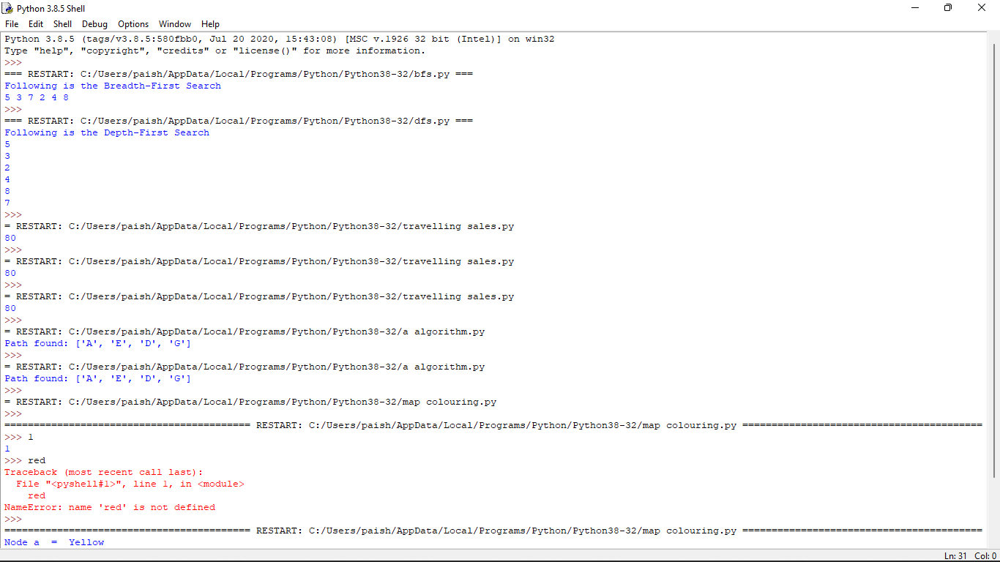 Python 3.8.5 Shell
File Edit Shell Debug Options Window Help
Python 3.8.5 (tags/v3.8.5:580fbb0, Jul 20 2020, 15:43:08) [MSC v.1926 32 bit (Intel)] on win32
Type "help", "copyright", "credits" or "license()" for more information.
>>>
=== RESTART: C:/Users/paish/AppData/Local/Programs/Python/Python38-32/bfs.py ===
Following is the Breadth-First Search
5 3 7 2 4 8
>>>
=== RESTART: C:/Users/paish/AppData/Local/Programs/Python/Python38-32/dfs.py ===
Following is the Depth-First Search
5
3
2
4
8
7
>>>
= RESTART: C:/Users/paish/AppData/Local/Programs/Python/Python38-32/travelling sales.py
80
>>>
= RESTART: C:/Users/paish/AppData/Local/Programs/Python/Python38-32/travelling sales.py
80
>>>
= RESTART: C:/Users/paish/AppData/Local/Programs/Python/Python38-32/travelling sales.py
80
>>>
= RESTART: C:/Users/paish/AppData/Local/Programs/Python/Python38-32/a algorithm.py
Path found: ['A', 'E', 'D', 'G']
>>>
= RESTART: C:/Users/paish/AppData/Local/Programs/Python/Python38-32/a algorithm.py
Path found: ['A', 'E', 'D', 'G']
>>>
= RESTART: C:/Users/paish/AppData/Local/Programs/Python/Python38-32/map colouring.py
>>>
========================================== RESTART: C:/Users/paish/AppData/Local/Programs/Python/Python38-32/map colouring.py =========================================
>>> 1
1
>>> red
Traceback (most recent call last):
  File "<pyshell#1>", line 1, in <module>
    red
NameError: name 'red' is not defined
>>>
========================================== RESTART: C:/Users/paish/AppData/Local/Programs/Python/Python38-32/map colouring.py =========================================
Node a  =  Yellow
Ln: 31 Col: 0